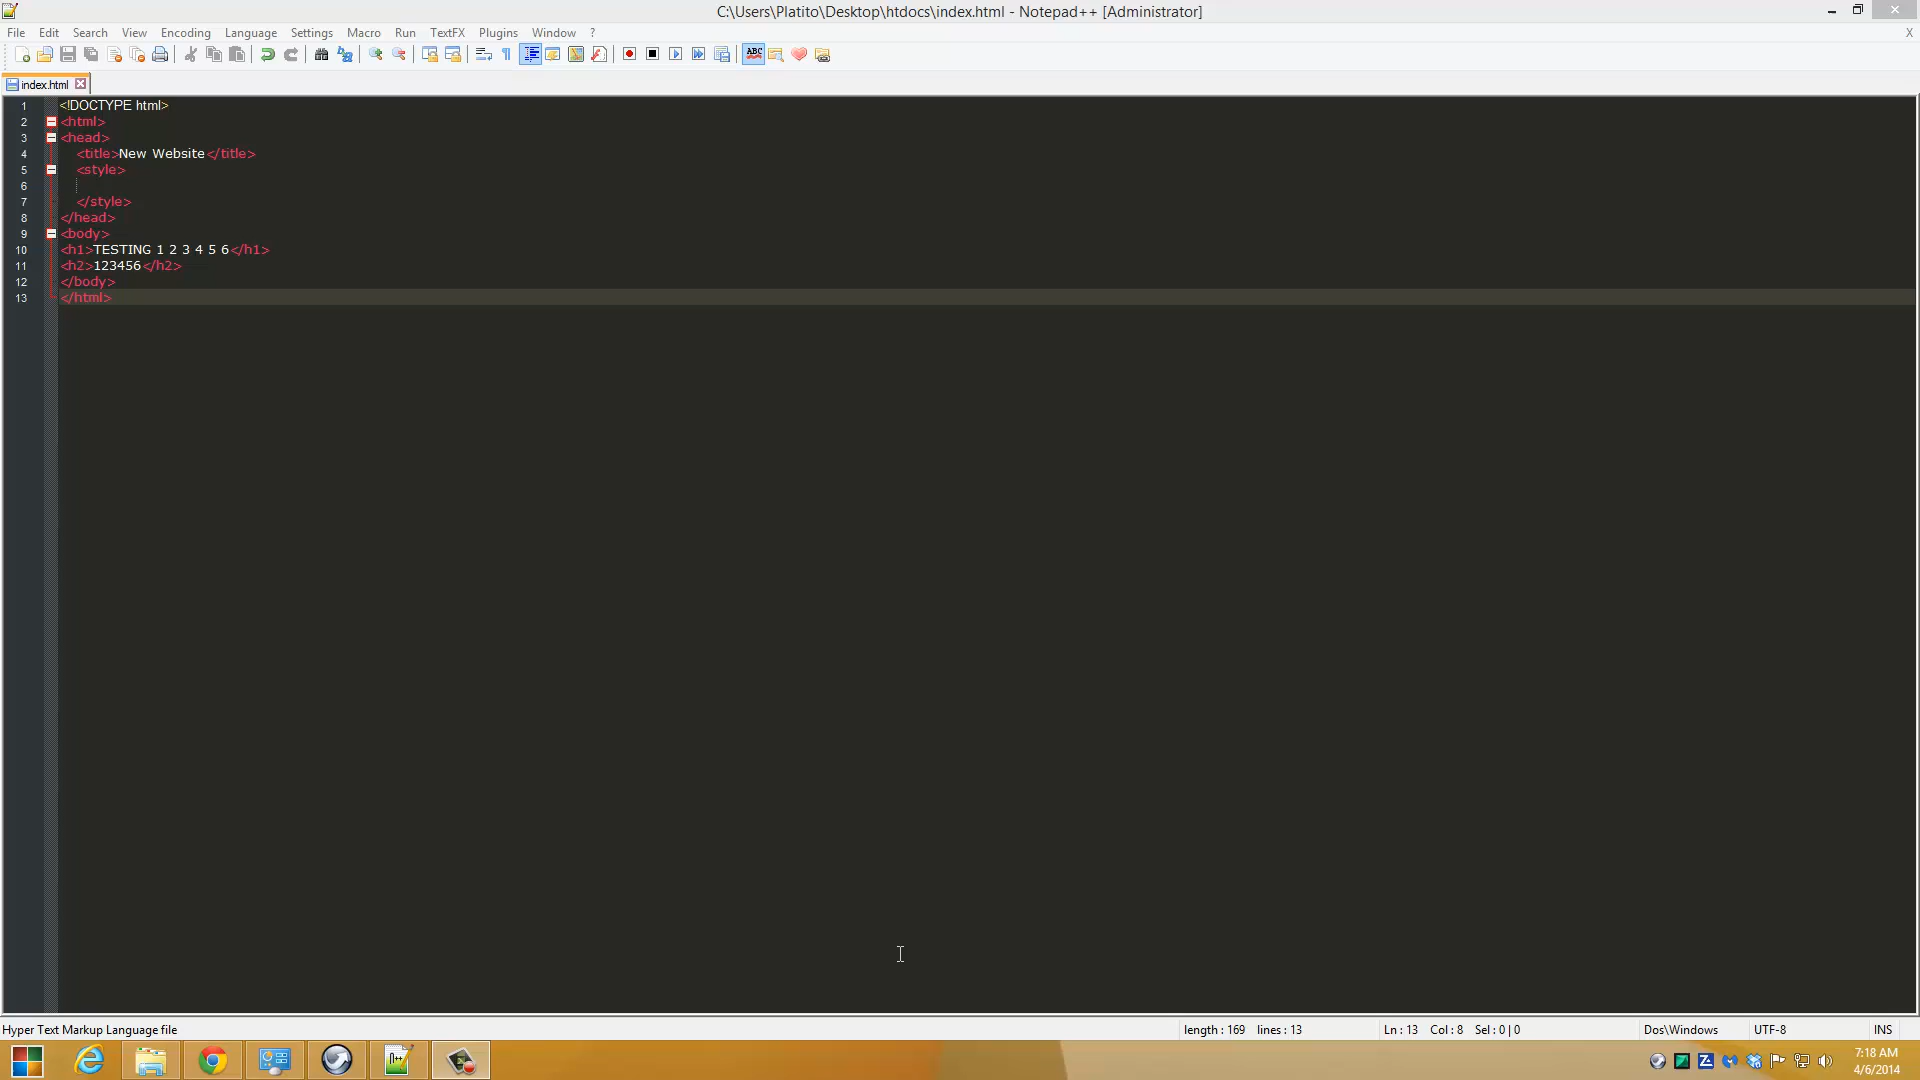 C:\Users\Platito\Desktop\htdocs\index.html - Notepad++ [Administrator]
File Edit Search View Encoding Language Settings Macro Run TextFX Plugins Window ? X
ABC
index.html
1 <!DOCTYPE html>
2 <html>
3 <head>
4 <title>New Website</title>
5 <style>
6
7 </style>
8 </head>
9 <body>
10 <h1>TESTING 1 2 3 4 5 6</h1>
11 <h2>123456</h2>
12 </body>
13 </html>
Hyper Text Markup Language file length : 169 lines : 13 Ln : 13 Col : 8 Sel : 0 | 0 Dos\Windows UTF-8 INS
7:18 AM
4/6/2014